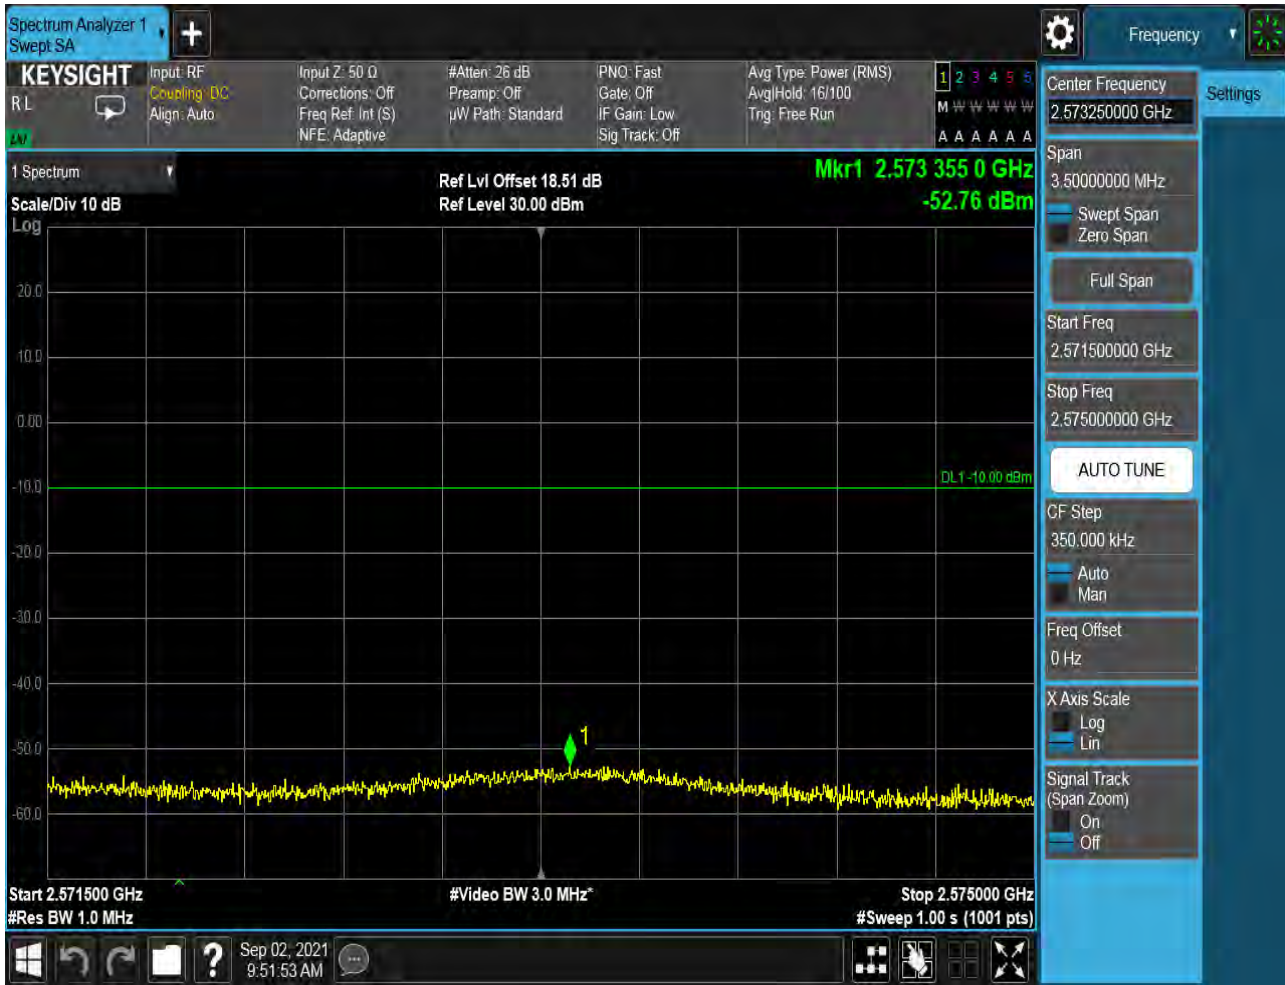 Spectrum Analyzer 1
Swept SA
Frequency
KEYSIGHT
R L
Input: RF
Coupling: DC
Align: Auto
Input Z: 50 Ω
Corrections: Off
Freq Ref: Int (S)
NFE: Adaptive
#Atten: 26 dB
Preamp: Off
µW Path: Standard
PNO: Fast
Gate: Off
IF Gain: Low
Sig Track: Off
Avg Type: Power (RMS)
Avg|Hold: 16/100
Trig: Free Run
1 2 3 4 5 6
M W W W W W
A A A A A A
1 Spectrum
Scale/Div 10 dB
Log
Ref Lvl Offset 18.51 dB
Ref Level 30.00 dBm
Mkr1 2.573 355 0 GHz
-52.76 dBm
20.0
10.0
0.00
-10.0
DL1 -10.00 dBm
-20.0
-30.0
-40.0
-50.0
1
-60.0
Start 2.571500 GHz
#Res BW 1.0 MHz
#Video BW 3.0 MHz*
Stop 2.575000 GHz
#Sweep 1.00 s (1001 pts)
Center Frequency
2.573250000 GHz
Settings
Span
3.50000000 MHz
Swept Span
Zero Span
Full Span
Start Freq
2.571500000 GHz
Stop Freq
2.575000000 GHz
AUTO TUNE
CF Step
350.000 kHz
Auto
Man
Freq Offset
0 Hz
X Axis Scale
Log
Lin
Signal Track
(Span Zoom)
On
Off
?
Sep 02, 2021
9:51:53 AM